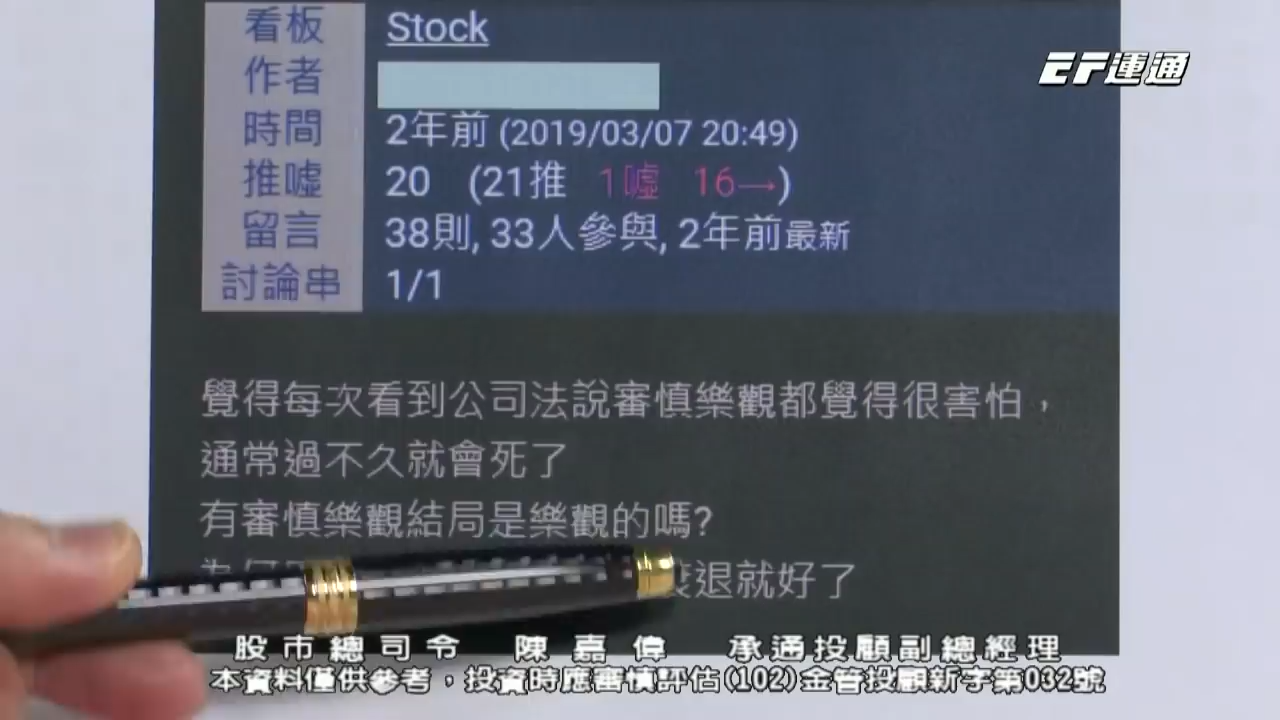 看板 Stock
EF運通
作者
時間 2年前 (2019/03/07 20:49)
推噓 20 (21推 1噓 16→)
留言 38則, 33人參與, 2年前最新
討論串 1/1
覺得每次看到公司法說審慎樂觀都覺得很害怕，
通常過不久就會死了
有審慎樂觀結局是樂觀的嗎?
退就好了
股市總司令 陳嘉偉 承通投顧副總經理
本資料僅供參考，投資時應審慎評估(102)金管投顧新字第032號